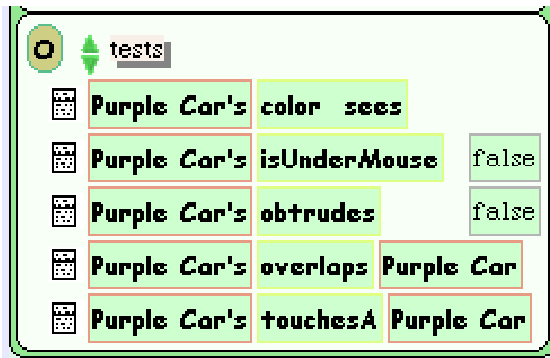 O tests
Purple Car's color sees
Purple Car's isUnderMouse false
Purple Car's obtrudes false
Purple Car's overlaps Purple Car
Purple Car's touchesA Purple Car